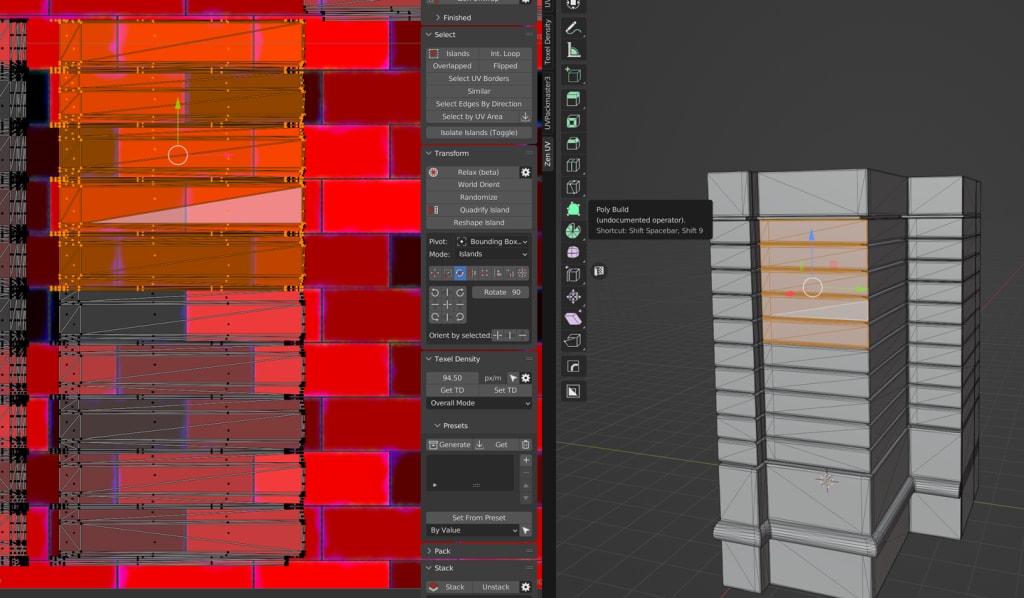 Finished
Select
Islands
Int. Loop
Overlapped
Flipped
Select UV Borders
Similar
Select Edges By Direction
Select by UV Area
Isolate Islands (Toggle)
Transform
Relax (beta)
World Orient
Randomize
Quadrify Island
Reshape Island
Pivot:
Bounding Box..
Mode:
Islands
Rotate 90
Orient by selected:
Texel Density
94.50
px/m
Get TD
Set TD
Overall Mode
Presets
Generate
Get
Set From Preset
By Value
Pack
Stack
Stack
Unstack
Texel Density
UVPackmaster3
Zen UV
Poly Build
(undocumented operator).
Shortcut: Shift Spacebar, Shift 9